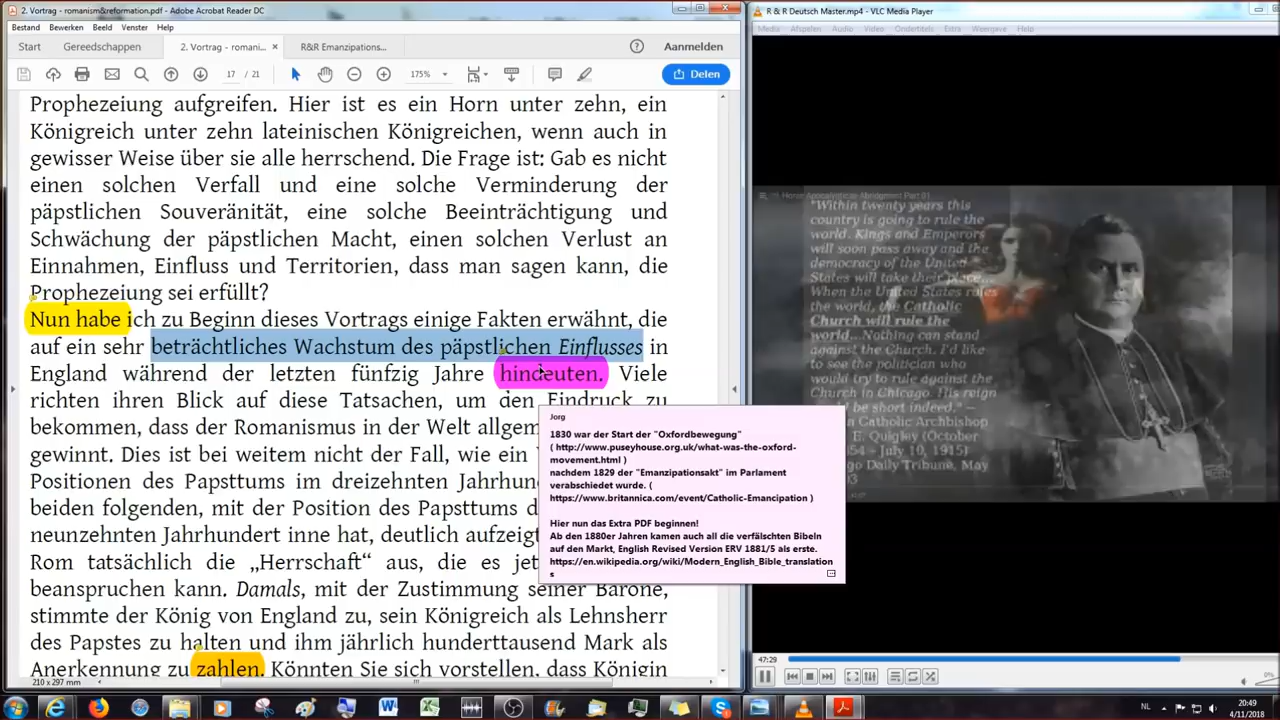 2. Vortrag - romanism&reformation.pdf - Adobe Acrobat Reader DC
Bestand Bewerken Beeld Venster Help
Start Gereedschappen 2. Vortrag - romani... × R&R Emanzipations... Aanmelden
17 / 21 175% Delen
Prophezeiung aufgreifen. Hier ist es ein Horn unter zehn, ein
Königreich unter zehn lateinischen Königreichen, wenn auch in
gewisser Weise über sie alle herrschend. Die Frage ist: Gab es nicht
einen solchen Verfall und eine solche Verminderung der
päpstlichen Souveränität, eine solche Beeinträchtigung und
Schwächung der päpstlichen Macht, einen solchen Verlust an
Einnahmen, Einfluss und Territorien, dass man sagen kann, die
Prophezeiung sei erfüllt?
Nun habe ich zu Beginn dieses Vortrags einige Fakten erwähnt, die
auf ein sehr beträchtliches Wachstum des päpstlichen Einflusses in
England während der letzten fünfzig Jahre hindeuten. Viele
richten ihren Blick auf diese Tatsachen, um den Eindruck zu
bekommen, dass der Romanismus in der Welt allgem
gewinnt. Dies ist bei weitem nicht der Fall, wie ein
Positionen des Papsttums im dreizehnten Jahrhun
beiden folgenden, mit der Position des Papsttums d
neunzehnten Jahrhundert inne hat, deutlich aufzeigt
Rom tatsächlich die „Herrschaft“ aus, die es jet
beanspruchen kann. Damals, mit der Zustimmung seiner Barone,
stimmte der König von England zu, sein Königreich als Lehnsherr
des Papstes zu halten und ihm jährlich hunderttausend Mark als
Anerkennung zu zahlen. Könnten Sie sich vorstellen, dass Königin
210 x 297 mm
Jorg
1830 war der Start der "Oxfordbewegung"
( http://www.puseyhouse.org.uk/what-was-the-oxford-
movement.html )
nachdem 1829 der "Emanzipationsakt" im Parlament
verabschiedet wurde. (
https://www.britannica.com/event/Catholic-Emancipation )
Hier nun das Extra PDF beginnen!
Ab den 1880er Jahren kamen auch all die verfälschten Bibeln
auf den Markt, English Revised Version ERV 1881/5 als erste.
https://en.wikipedia.org/wiki/Modern_English_Bible_translation
s
R & R Deutsch Master.mp4 - VLC Media Player
Media Afspelen Audio Video Ondertitels Extra Weergave Help
"Within twenty years this
country is going to rule the
world. Kings and Emperors
will soon pass away and the
democracy of the United
States will take their place...
When the United States rules
the world, the Catholic
Church will rule the
world...Nothing can stand
against the Church. I'd like
to see the politician who
would try to rule against the
Church in Chicago. His reign
be short indeed." —
Catholic Archbishop
E. Quigley (October
54 - July 10, 1915)
go Daily Tribune, May
03
47:29
NL 20:49
4/11/2018